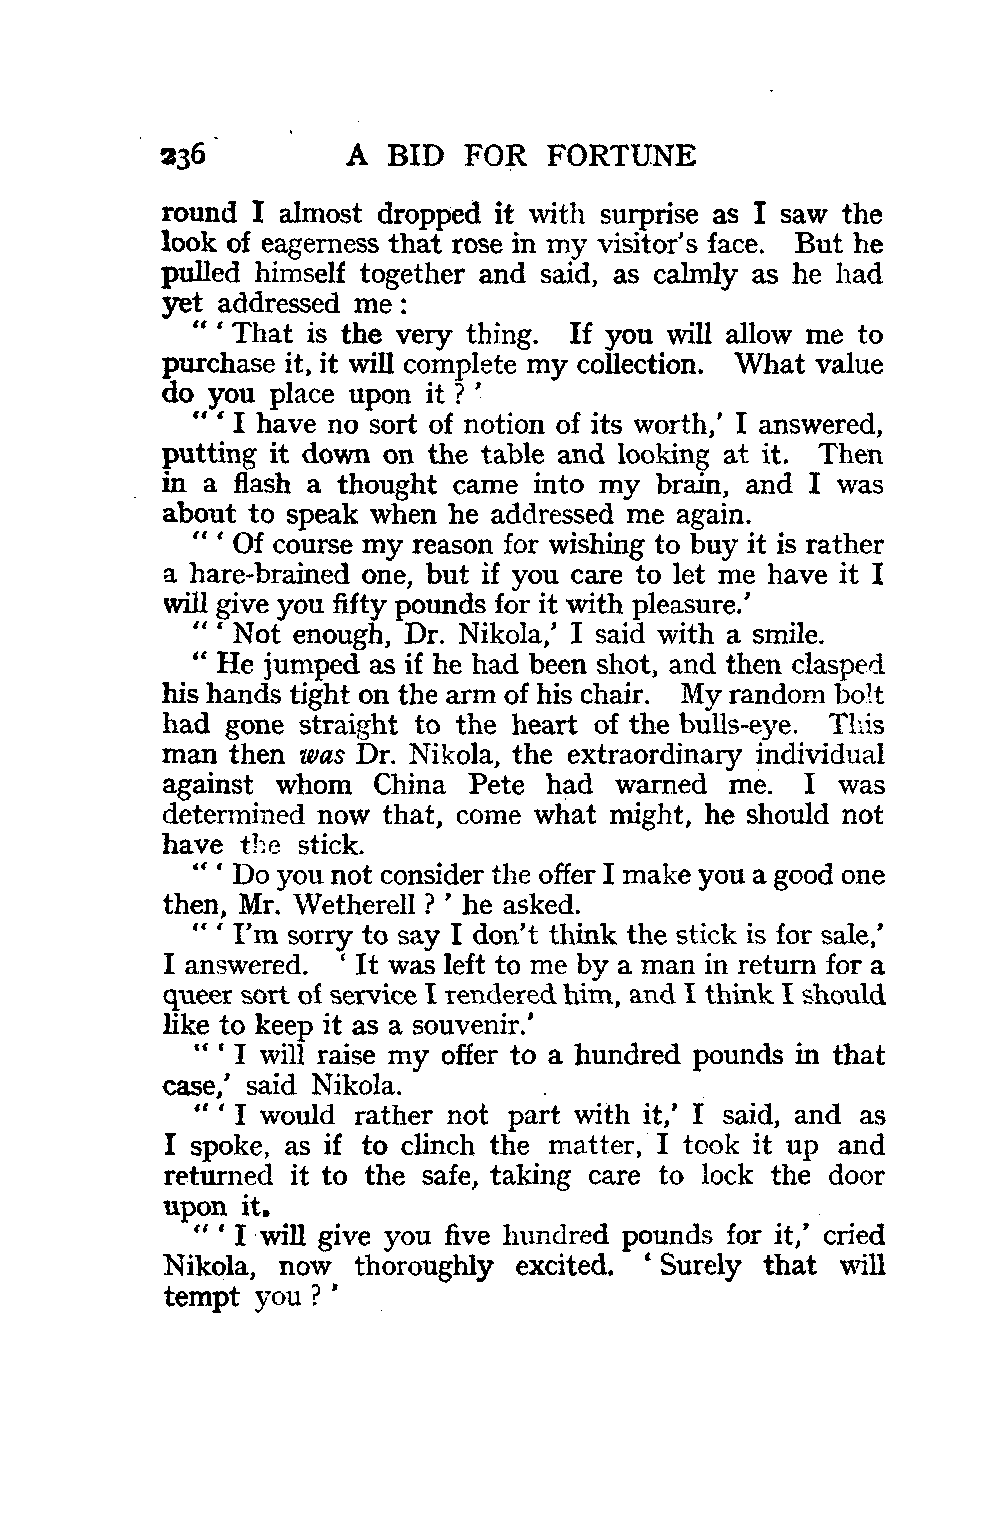 236 A BID FOR FORTUNE
round I almost dropped it with surprise as I saw the
look of eagerness that rose in my visitor's face. But he
pulled himself together and said, as calmly as he had
yet addressed me :
" ' That is the very thing. If you will allow me to
purchase it, it will complete my collection. What value
do you place upon it ? '
" ' I have no sort of notion of its worth,' I answered,
putting it down on the table and looking at it. Then
in a flash a thought came into my brain, and I was
about to speak when he addressed me again.
" ' Of course my reason for wishing to buy it is rather
a hare-brained one, but if you care to let me have it I
will give you fifty pounds for it with pleasure.'
" ' Not enough, Dr. Nikola,' I said with a smile.
" He jumped as if he had been shot, and then clasped
his hands tight on the arm of his chair. My random bolt
had gone straight to the heart of the bulls-eye. This
man then was Dr. Nikola, the extraordinary individual
against whom China Pete had warned me. I was
determined now that, come what might, he should not
have the stick.
" ' Do you not consider the offer I make you a good one
then, Mr. Wetherell ? ' he asked.
" ' I'm sorry to say I don't think the stick is for sale,'
I answered. ' It was left to me by a man in return for a
queer sort of service I rendered him, and I think I should
like to keep it as a souvenir.'
" ' I will raise my offer to a hundred pounds in that
case,' said Nikola.
" ' I would rather not part with it,' I said, and as
I spoke, as if to clinch the matter, I took it up and
returned it to the safe, taking care to lock the door
upon it.
" ' I will give you five hundred pounds for it,' cried
Nikola, now thoroughly excited. ' Surely that will
tempt you ? '